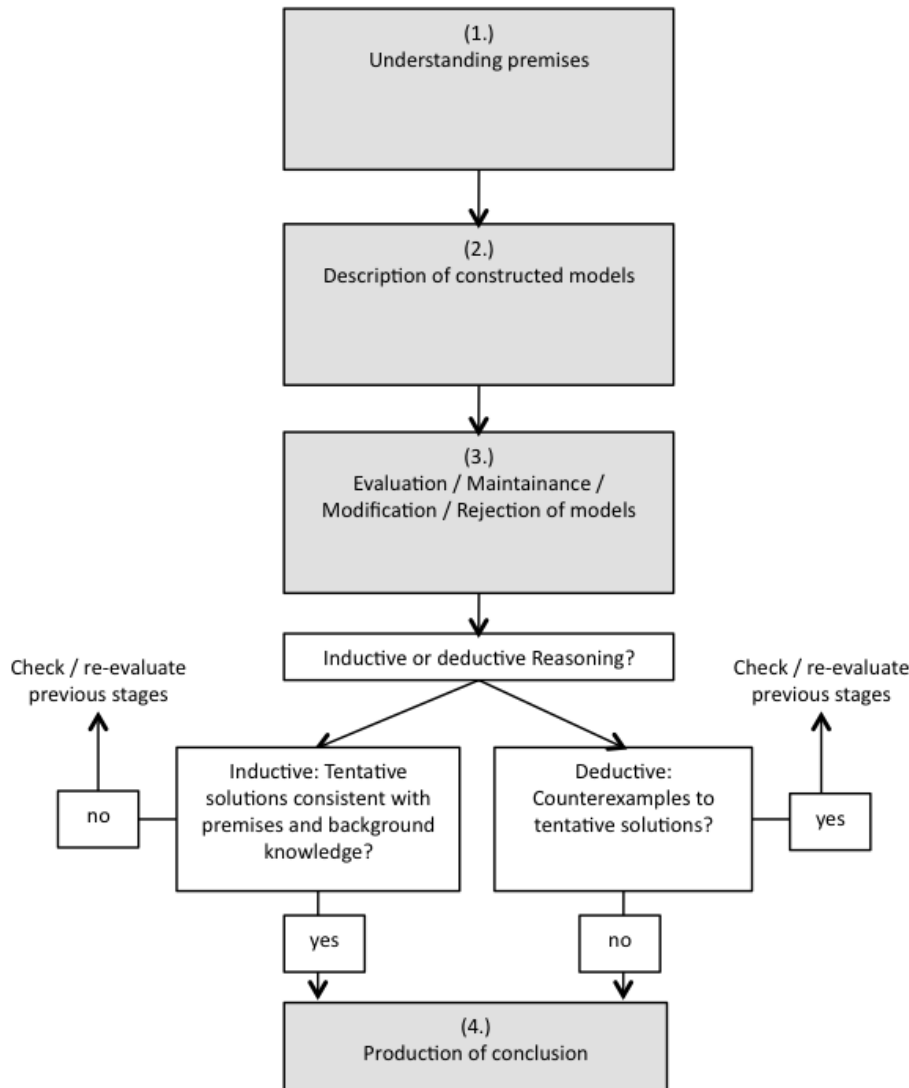 (1.)
Understanding premises
(2.)
Description of constructed models
(3.)
Evaluation / Maintainance /
Modification / Rejection of models
Inductive or deductive Reasoning?
Check / re-evaluate
previous stages
Check / re-evaluate
previous stages
Inductive: Tentative
solutions consistent with
premises and background
knowledge?
Deductive:
Counterexamples to
tentative solutions?
no
yes
yes
no
(4.)
Production of conclusion